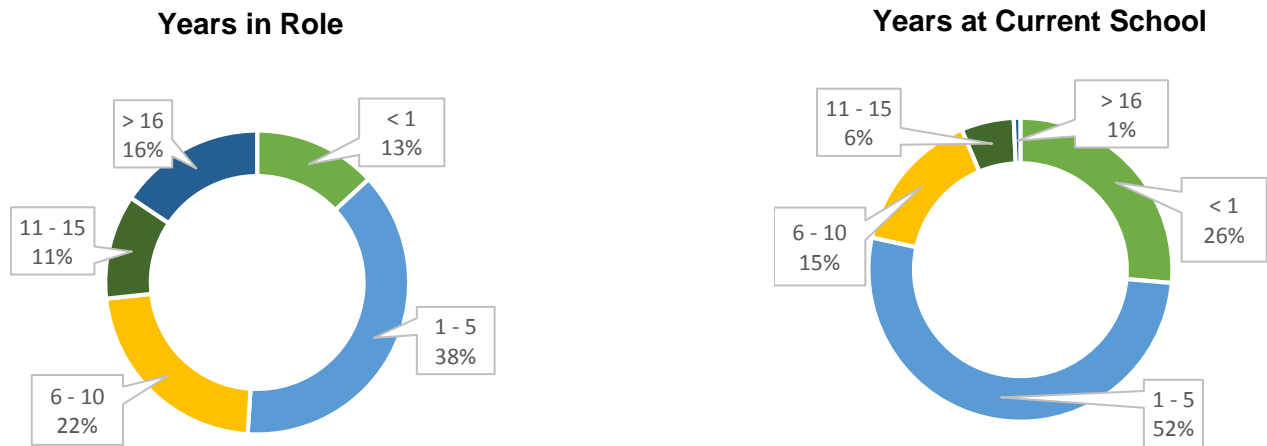 Years in Role
> 16
16%
< 1
13%
11 - 15
11%
1 - 5
38%
6 - 10
22%
Years at Current School
11 - 15
6%
> 16
1%
6 - 10
15%
< 1
26%
1 - 5
52%